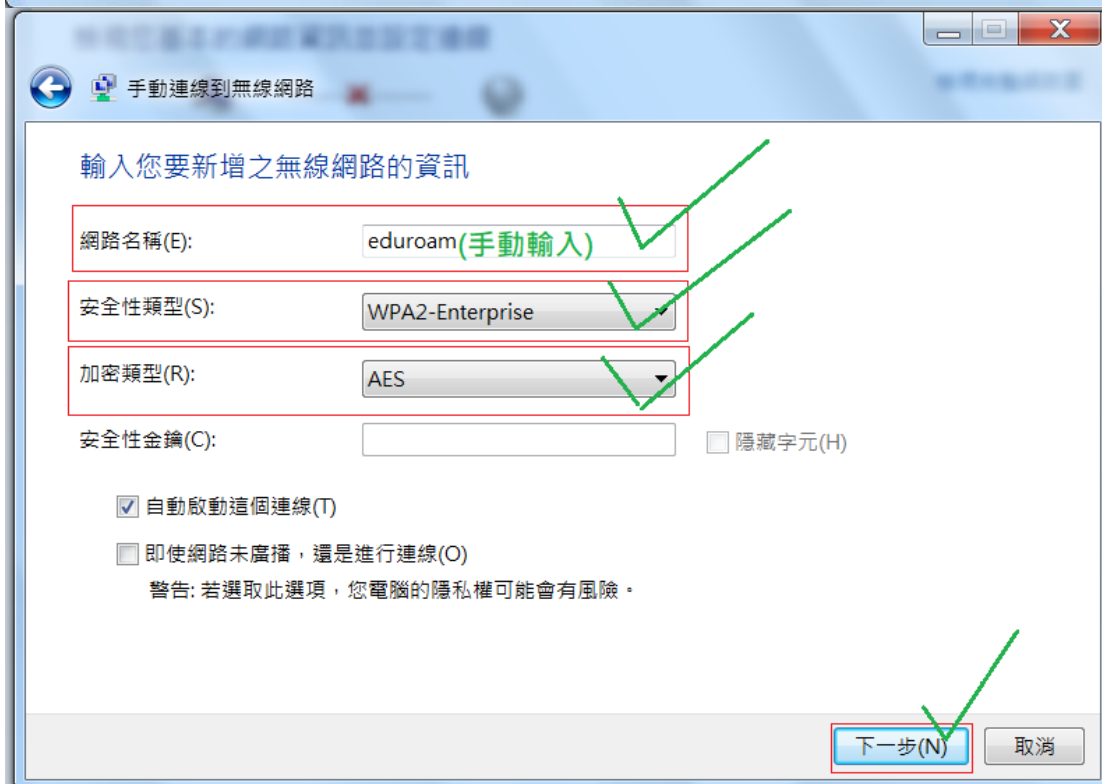 手動連線到無線網路
輸入您要新增之無線網路的資訊
網路名稱(E): eduroam(手動輸入)
安全性類型(S): WPA2-Enterprise
加密類型(R): AES
安全性金鑰(C): 隱藏字元(H)
自動啟動這個連線(T)
即使網路未廣播，還是進行連線(O)
警告: 若選取此選項，您電腦的隱私權可能會有風險。
下一步(N) 取消